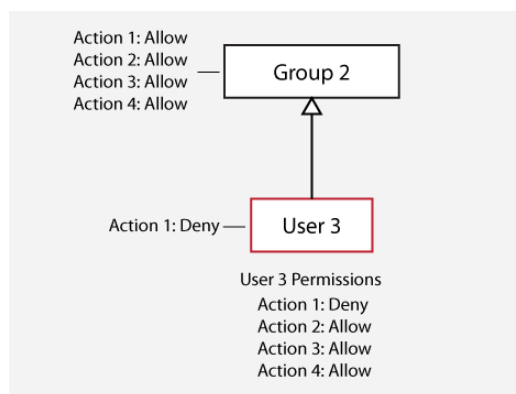 Action 1: Allow
Action 2: Allow
Action 3: Allow
Action 4: Allow
Group 2
Action 1: Deny
User 3
User 3 Permissions
Action 1: Deny
Action 2: Allow
Action 3: Allow
Action 4: Allow